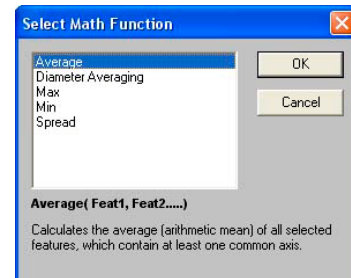 Select Math Function
Average
Diameter Averaging
Max
Min
Spread
OK
Cancel
Average( Feat1, Feat2.....)
Calculates the average (arithmetic mean) of all selected
features, which contain at least one common axis.